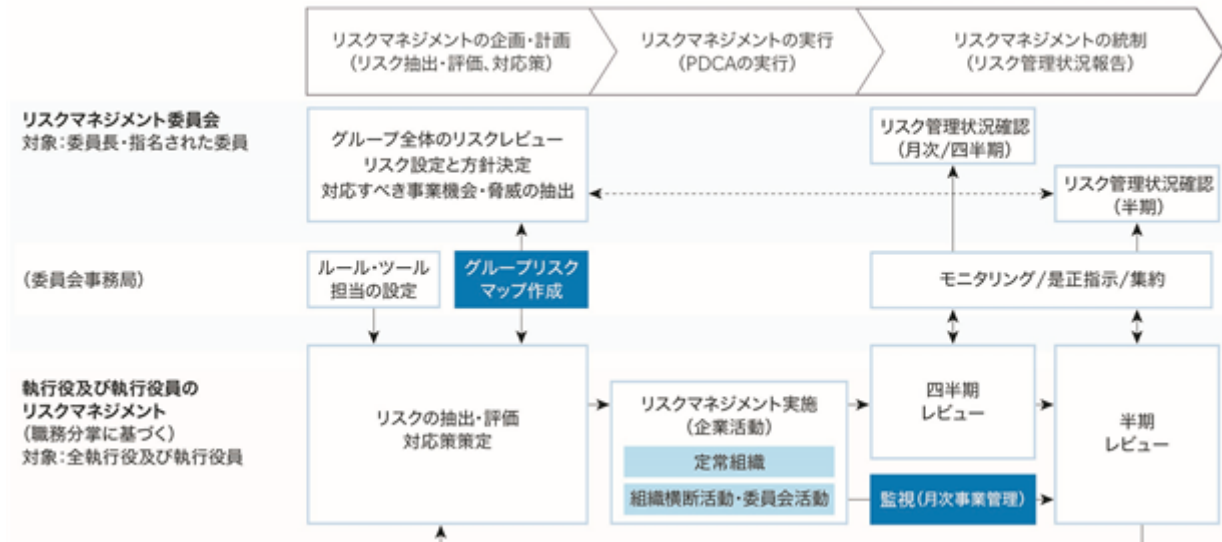 リスクマネジメントの企画・計画
(リスク抽出・評価、対応策)
リスクマネジメントの実行
(PDCAの実行)
リスクマネジメントの統制
(リスク管理状況報告)
リスクマネジメント委員会
対象：委員長・指名された委員
グループ全体のリスクレビュー
リスク設定と方針決定
対応すべき事業機会・脅威の抽出
リスク管理状況確認
(月次/四半期)
リスク管理状況確認
(半期)
(委員会事務局)
ルール・ツール
担当の設定
グループリスク
マップ作成
モニタリング/是正指示/集約
執行役及び執行役員の
リスクマネジメント
(職務分掌に基づく)
対象：全執行役及び執行役員
リスクの抽出・評価
対応策策定
リスクマネジメント実施
(企業活動)
定常組織
組織横断活動・委員会活動
四半期
レビュー
監視(月次事業管理)
半期
レビュー